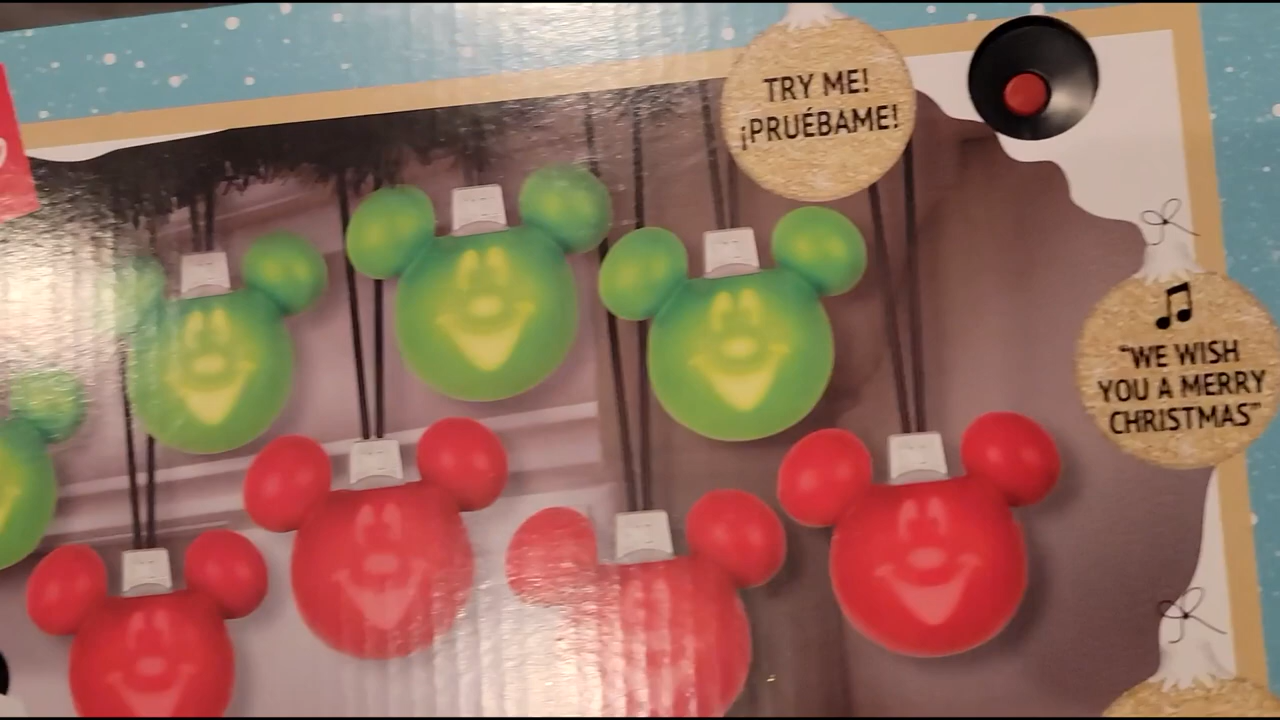 TRY ME!
¡PRUÉBAME!
"WE WISH
YOU A MERRY
CHRISTMAS"